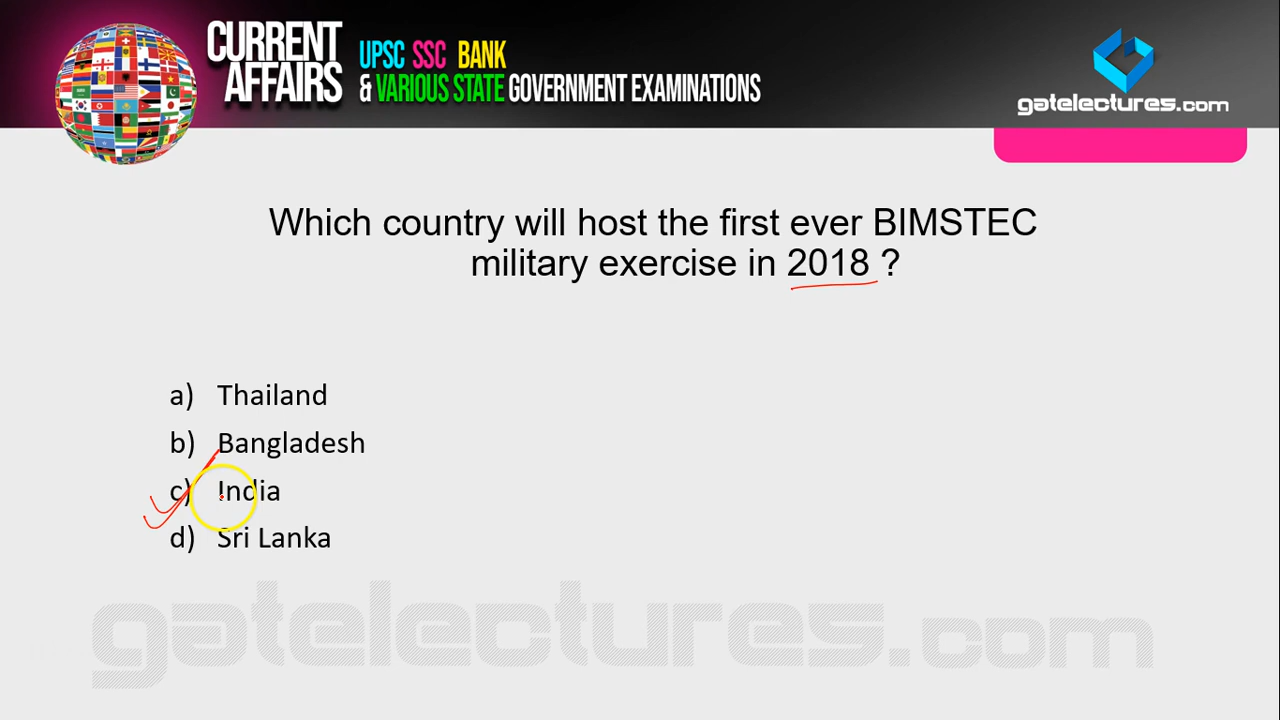 CURRENT
AFFAIRS
UPSC SSC BANK
& VARIOUS STATE GOVERNMENT EXAMINATIONS
gatelectures.com
Which country will host the first ever BIMSTEC
military exercise in 2018 ?
a) Thailand
b) Bangladesh
c) India
d) Sri Lanka
gatelectures.com